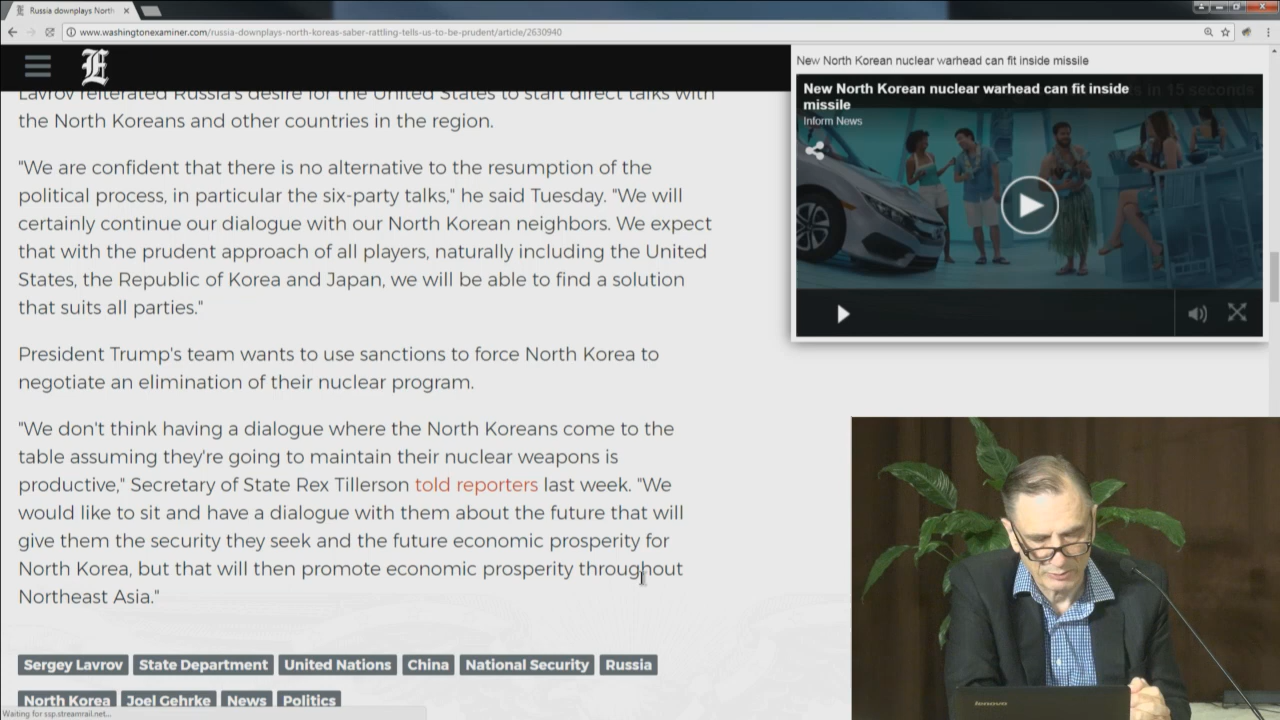 Russia downplays North
www.washingtonexaminer.com/russia-downplays-north-koreas-saber-rattling-tells-us-to-be-prudent/article/2630940
E
New North Korean nuclear warhead can fit inside missile
New North Korean nuclear warhead can fit inside
missile
in 15 seconds
Inform News
Lavrov reiterated Russia's desire for the United States to start direct talks with
the North Koreans and other countries in the region.
"We are confident that there is no alternative to the resumption of the
political process, in particular the six-party talks," he said Tuesday. "We will
certainly continue our dialogue with our North Korean neighbors. We expect
that with the prudent approach of all players, naturally including the United
States, the Republic of Korea and Japan, we will be able to find a solution
that suits all parties."
President Trump's team wants to use sanctions to force North Korea to
negotiate an elimination of their nuclear program.
"We don't think having a dialogue where the North Koreans come to the
table assuming they're going to maintain their nuclear weapons is
productive," Secretary of State Rex Tillerson told reporters last week. "We
would like to sit and have a dialogue with them about the future that will
give them the security they seek and the future economic prosperity for
North Korea, but that will then promote economic prosperity throughout
Northeast Asia."
Sergey Lavrov State Department United Nations China National Security Russia
North Korea Joel Gehrke News Politics
Waiting for ssp.streamrail.net...